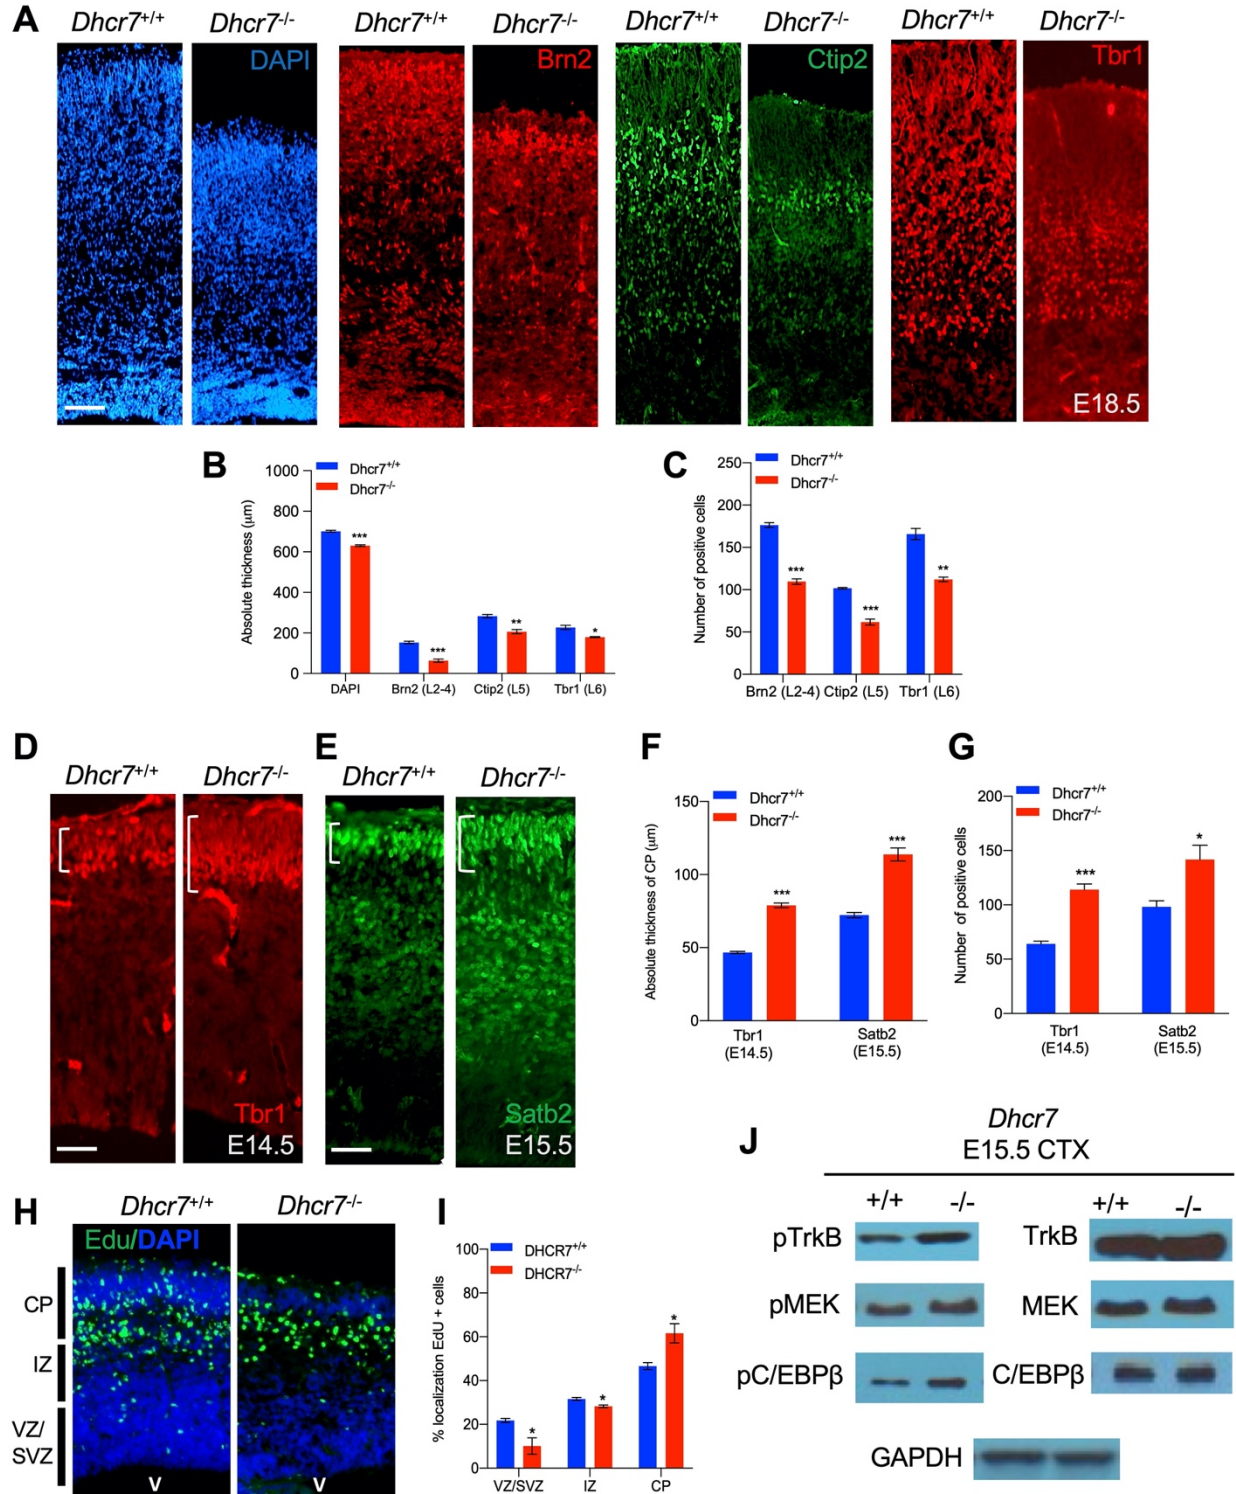 A
Dhcr7+/+ Dhcr7-/- Dhcr7+/+ Dhcr7-/- Dhcr7+/+ Dhcr7-/- Dhcr7+/+ Dhcr7-/-
DAPI Brn2 Ctip2 Tbr1
E18.5
B
Dhcr7+/+
Dhcr7-/-
Absolute thickness (μm)
1000
800
600
400
200
0
***
***
**
*
DAPI Brn2 (L2-4) Ctip2 (L5) Tbr1 (L6)
C
Dhcr7+/+
Dhcr7-/-
Number of positive cells
250
200
150
100
50
0
***
***
**
Brn2 (L2-4) Ctip2 (L5) Tbr1 (L6)
D
Dhcr7+/+ Dhcr7-/-
Tbr1
E14.5
E
Dhcr7+/+ Dhcr7-/-
Satb2
E15.5
F
Dhcr7+/+
Dhcr7-/-
Absolute thickness of CP (μm)
150
100
50
0
***
***
Tbr1 Satb2
(E14.5) (E15.5)
G
Dhcr7+/+
Dhcr7-/-
Number of positive cells
200
150
100
50
0
***
*
Tbr1 Satb2
(E14.5) (E15.5)
H
Dhcr7+/+ Dhcr7-/-
Edu/DAPI
CP
IZ
VZ/
SVZ
V V
I
DHCR7+/+
DHCR7-/-
% localization EdU + cells
100
80
60
40
20
0
*
*
*
VZ/SVZ IZ CP
J
Dhcr7
E15.5 CTX
+/+ -/- +/+ -/-
pTrkB TrkB
pMEK MEK
pC/EBPβ C/EBPβ
GAPDH